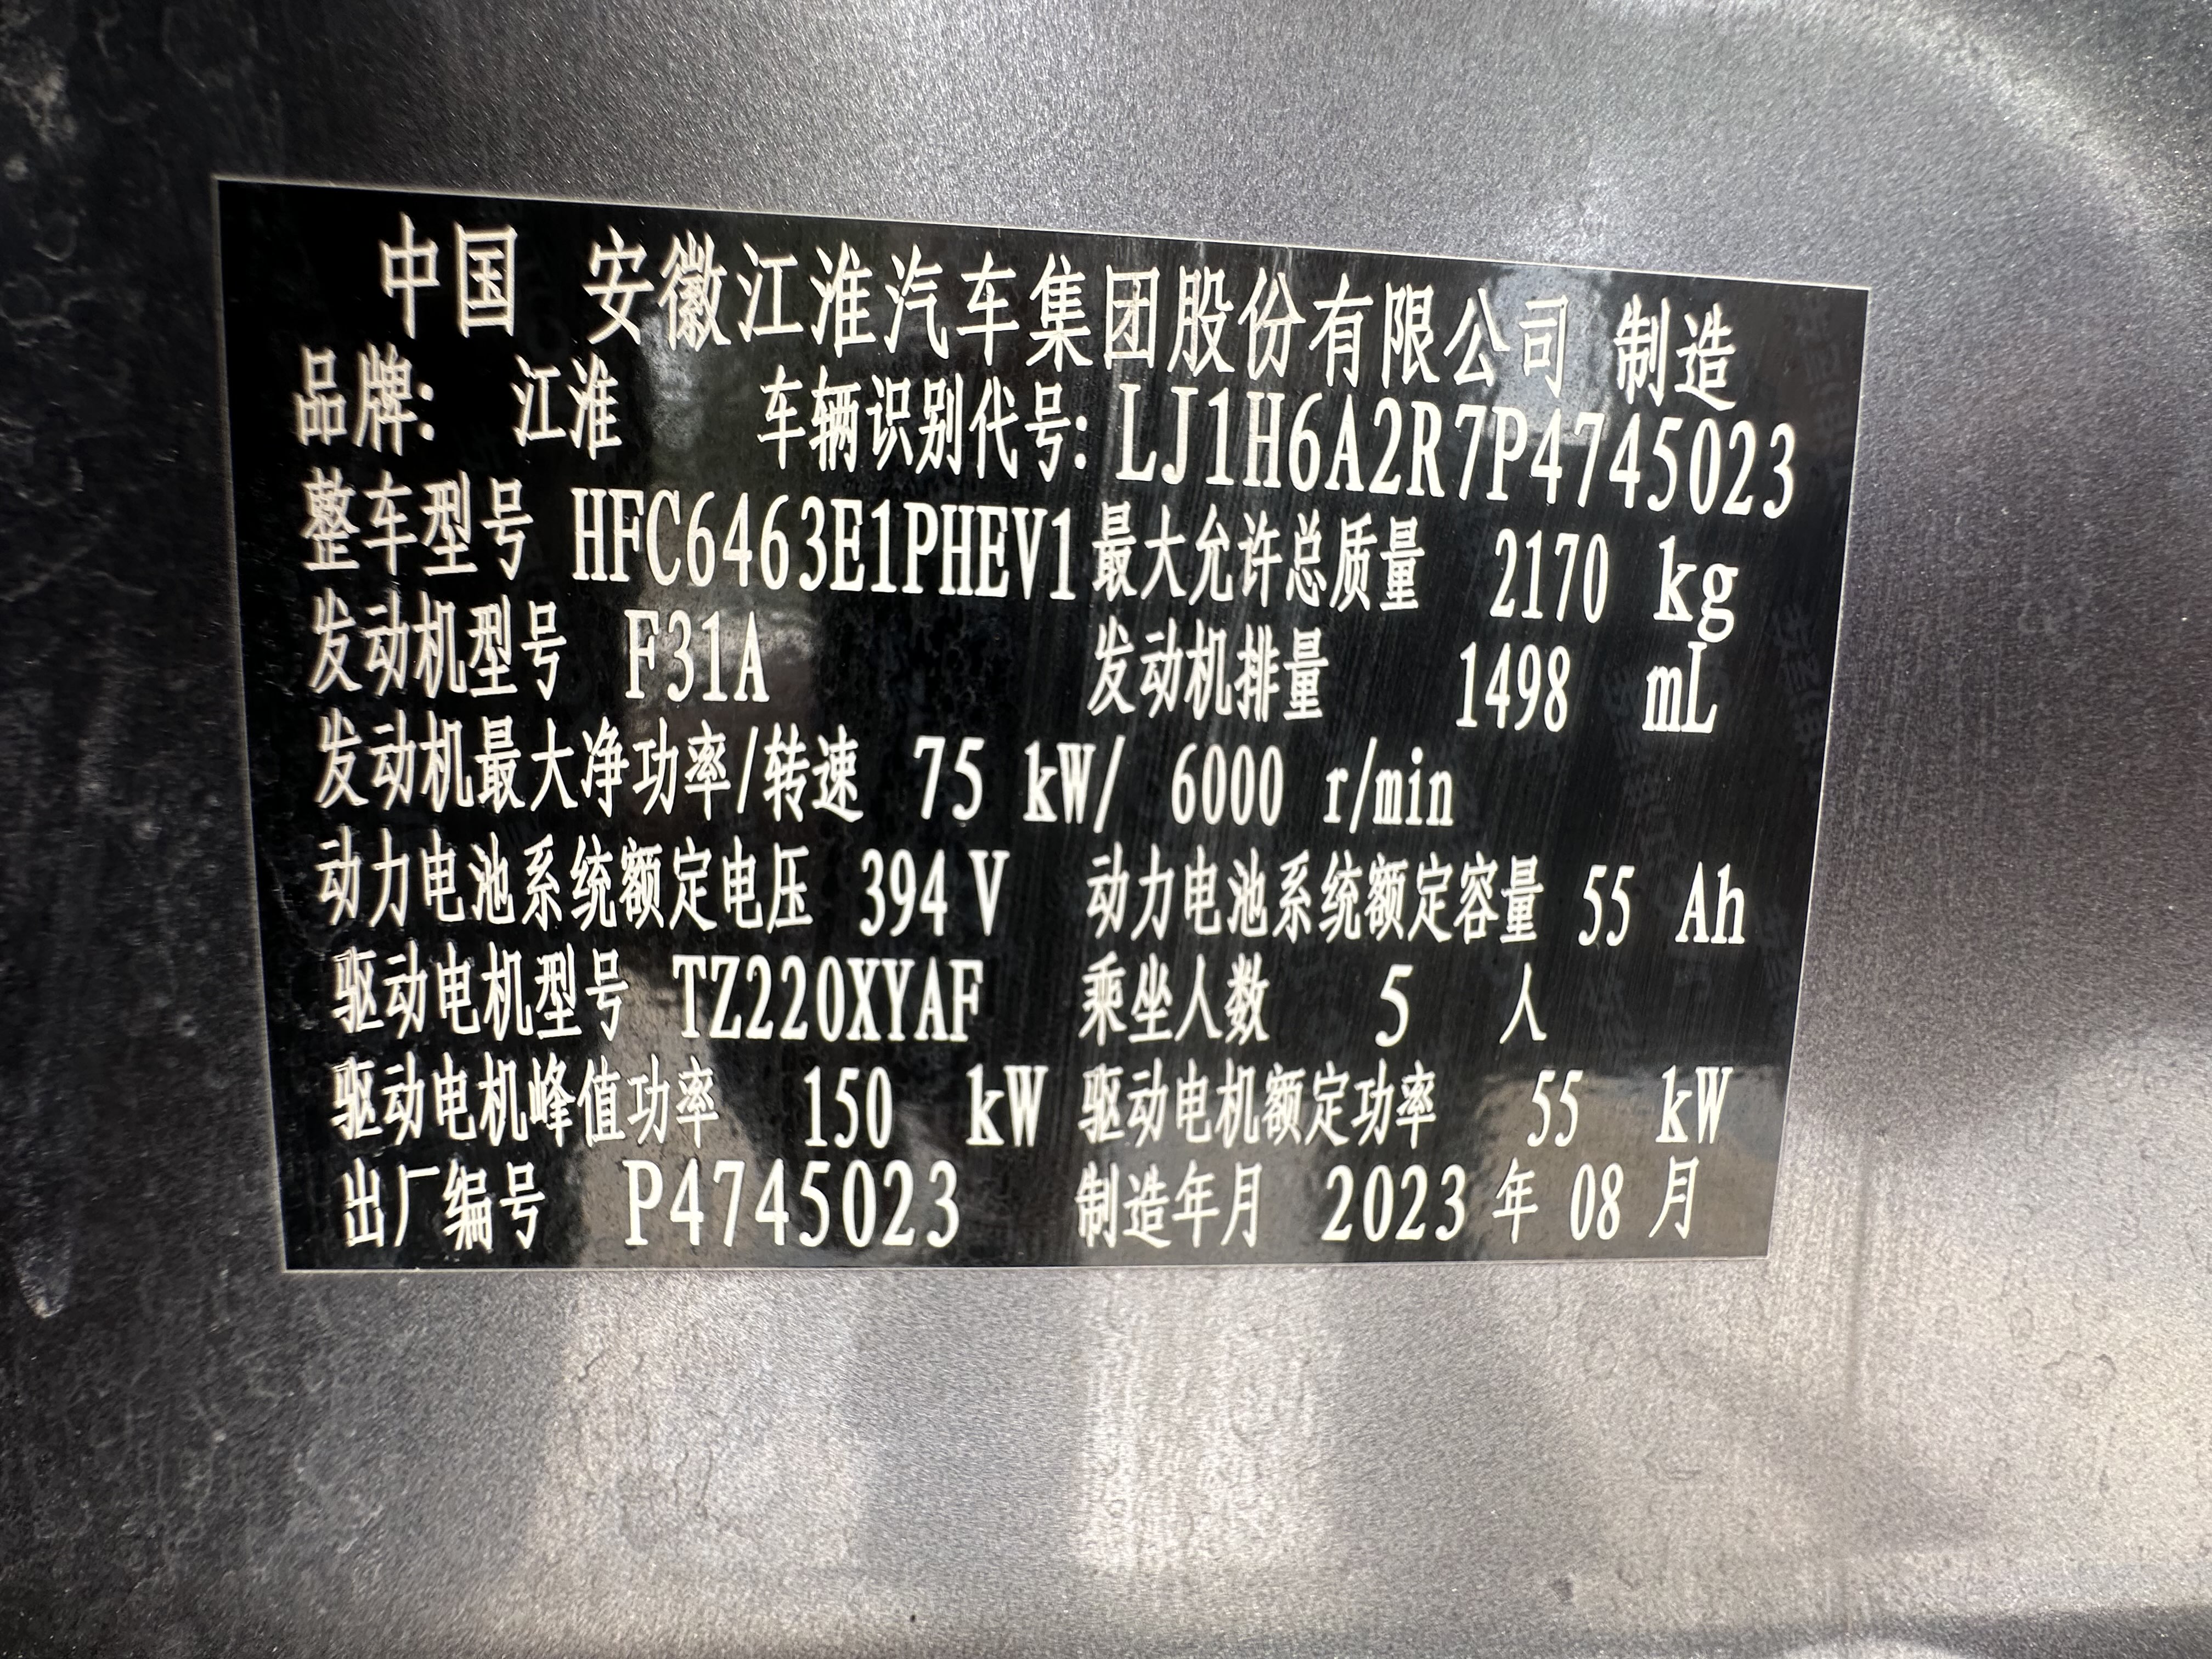 中国 安徽江淮汽车集团股份有限公司 制造
品牌: 江淮 车辆识别代号: LJ1H6A2R7P4745023
整车型号 HFC6463E1PHEV1 最大允许总质量 2170 kg
发动机型号 F31A 发动机排量 1498 mL
发动机最大净功率/转速 75 kW/ 6000 r/min
动力电池系统额定电压 394 V 动力电池系统额定容量 55 Ah
驱动电机型号 TZ220XYAF 乘坐人数 5 人
驱动电机峰值功率 150 kW 驱动电机额定功率 55 kW
出厂编号 P4745023 制造年月 2023 年 08 月